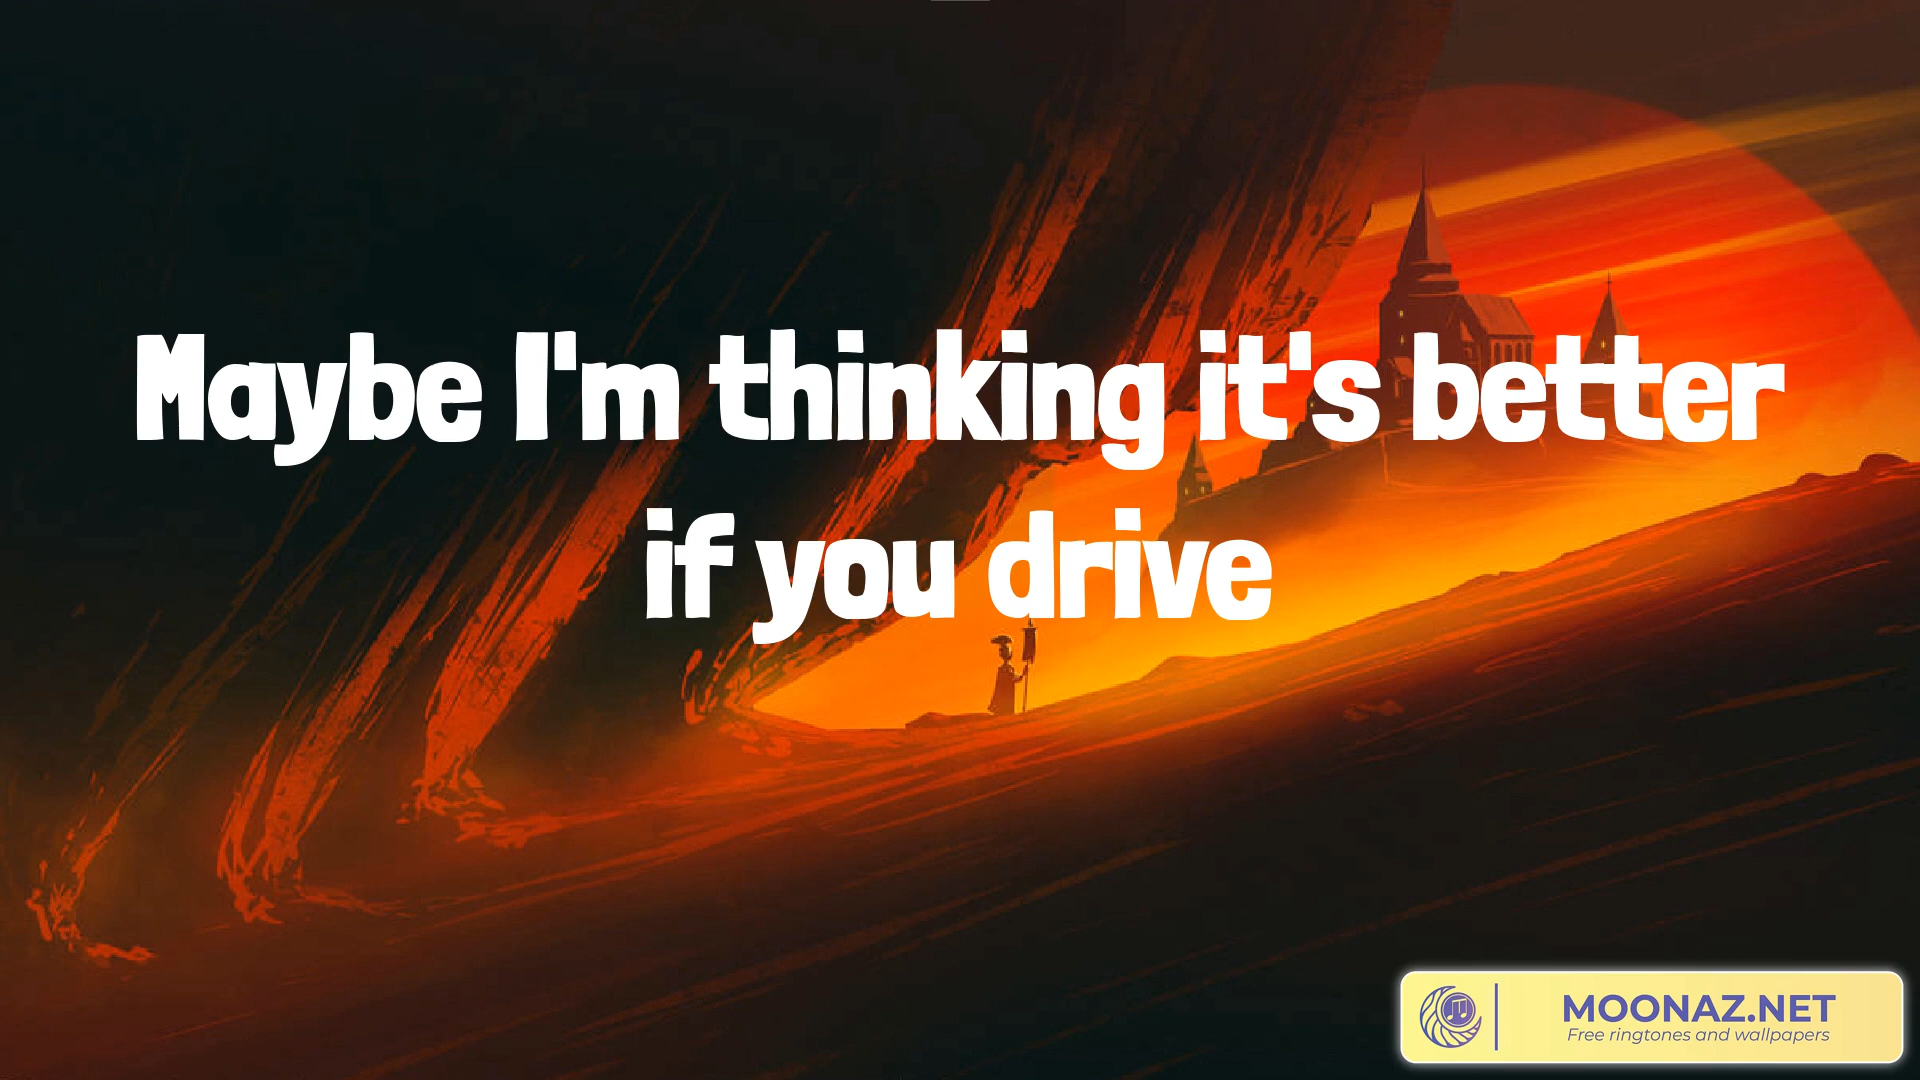 Maybe I'm thinking it's better
if you drive
MOONAZ.NET
Free ringtones and wallpapers